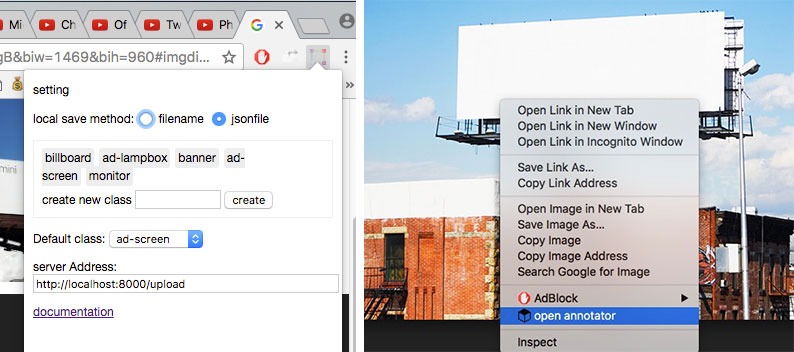 Mi
Ch
Of
Tw
Ph
G
gB&biw=1469&bih=960#imgdi...
»
setting
local save method: filename jsonfile
billboard ad-lampbox banner ad-
screen monitor
create new class create
Default class: ad-screen
server Address:
http://localhost:8000/upload
documentation
mini
Open Link in New Tab
Open Link in New Window
Open Link in Incognito Window
Save Link As...
Copy Link Address
Open Image in New Tab
Save Image As...
Copy Image
Copy Image Address
Search Google for Image
AdBlock
open annotator
Inspect